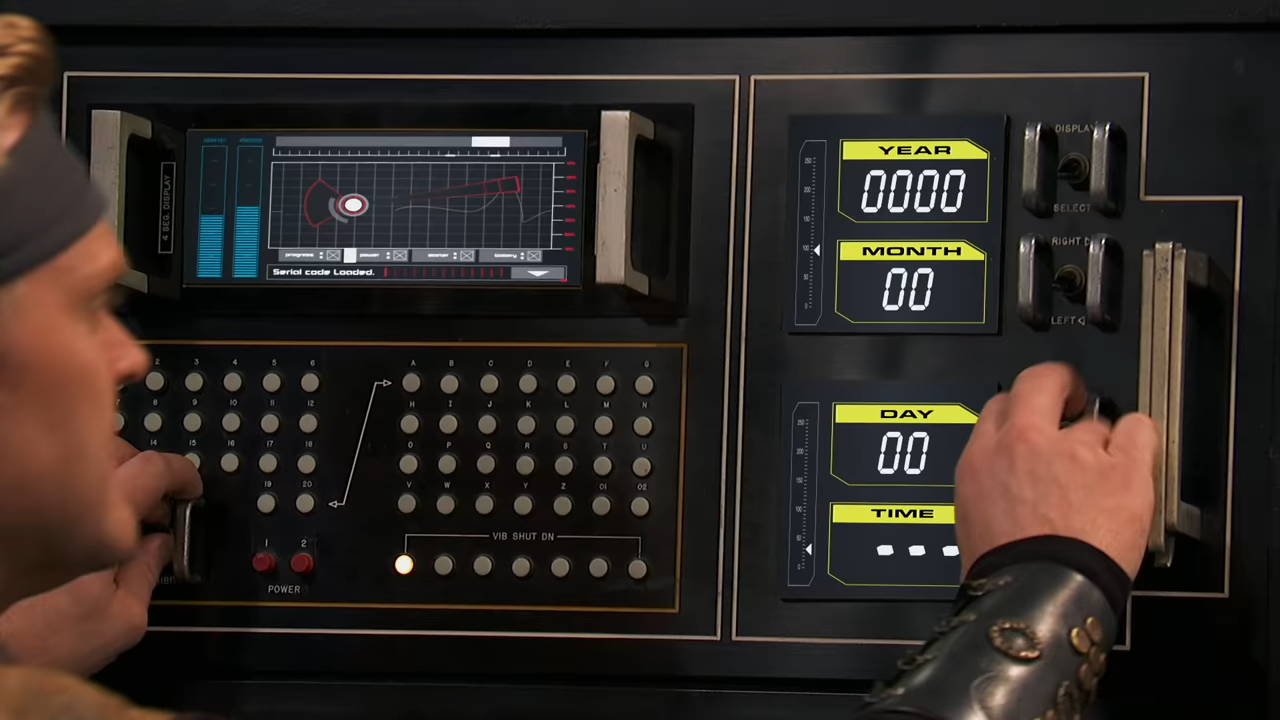 4 SEG. DISPLAY
progress
power
Serial code Loaded.
2 3 4 5 6
8 9 10 11 12
14 15 16 17 18
19 20
1 2
POWER
A B C D E F G
H I J K L M N
O P Q R S T U
V W X Y Z 01 02
VIB SHUT DN
YEAR
0000
MONTH
00
DAY
00
TIME
DISPLAY
SELECT
RIGHT
LEFT